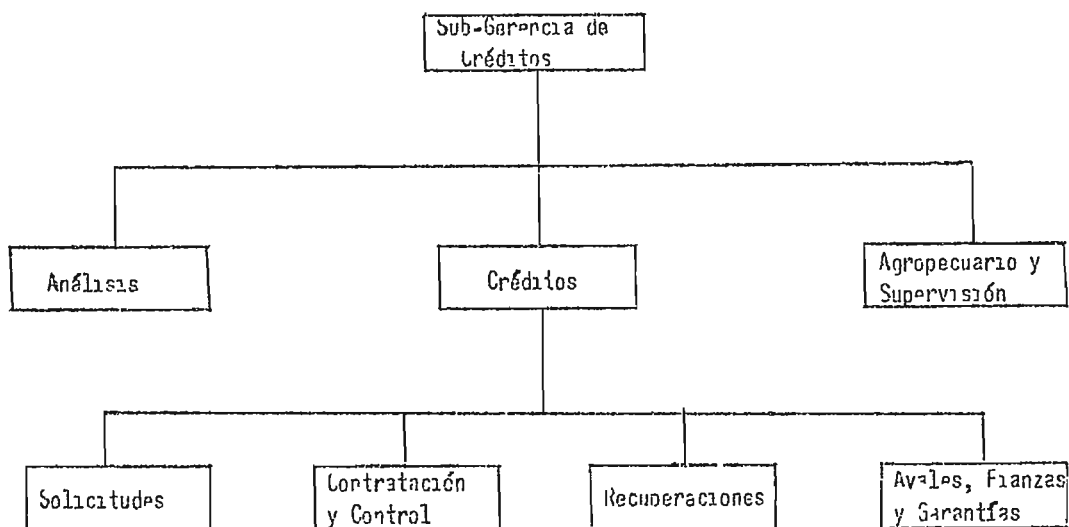 Sub-Gerencia de
Créditos
Análisis
Créditos
Agropecuario y
Supervisión
Solicitudes
Contratación
y Control
Recuperaciones
Avales, Fianzas
y Garantías